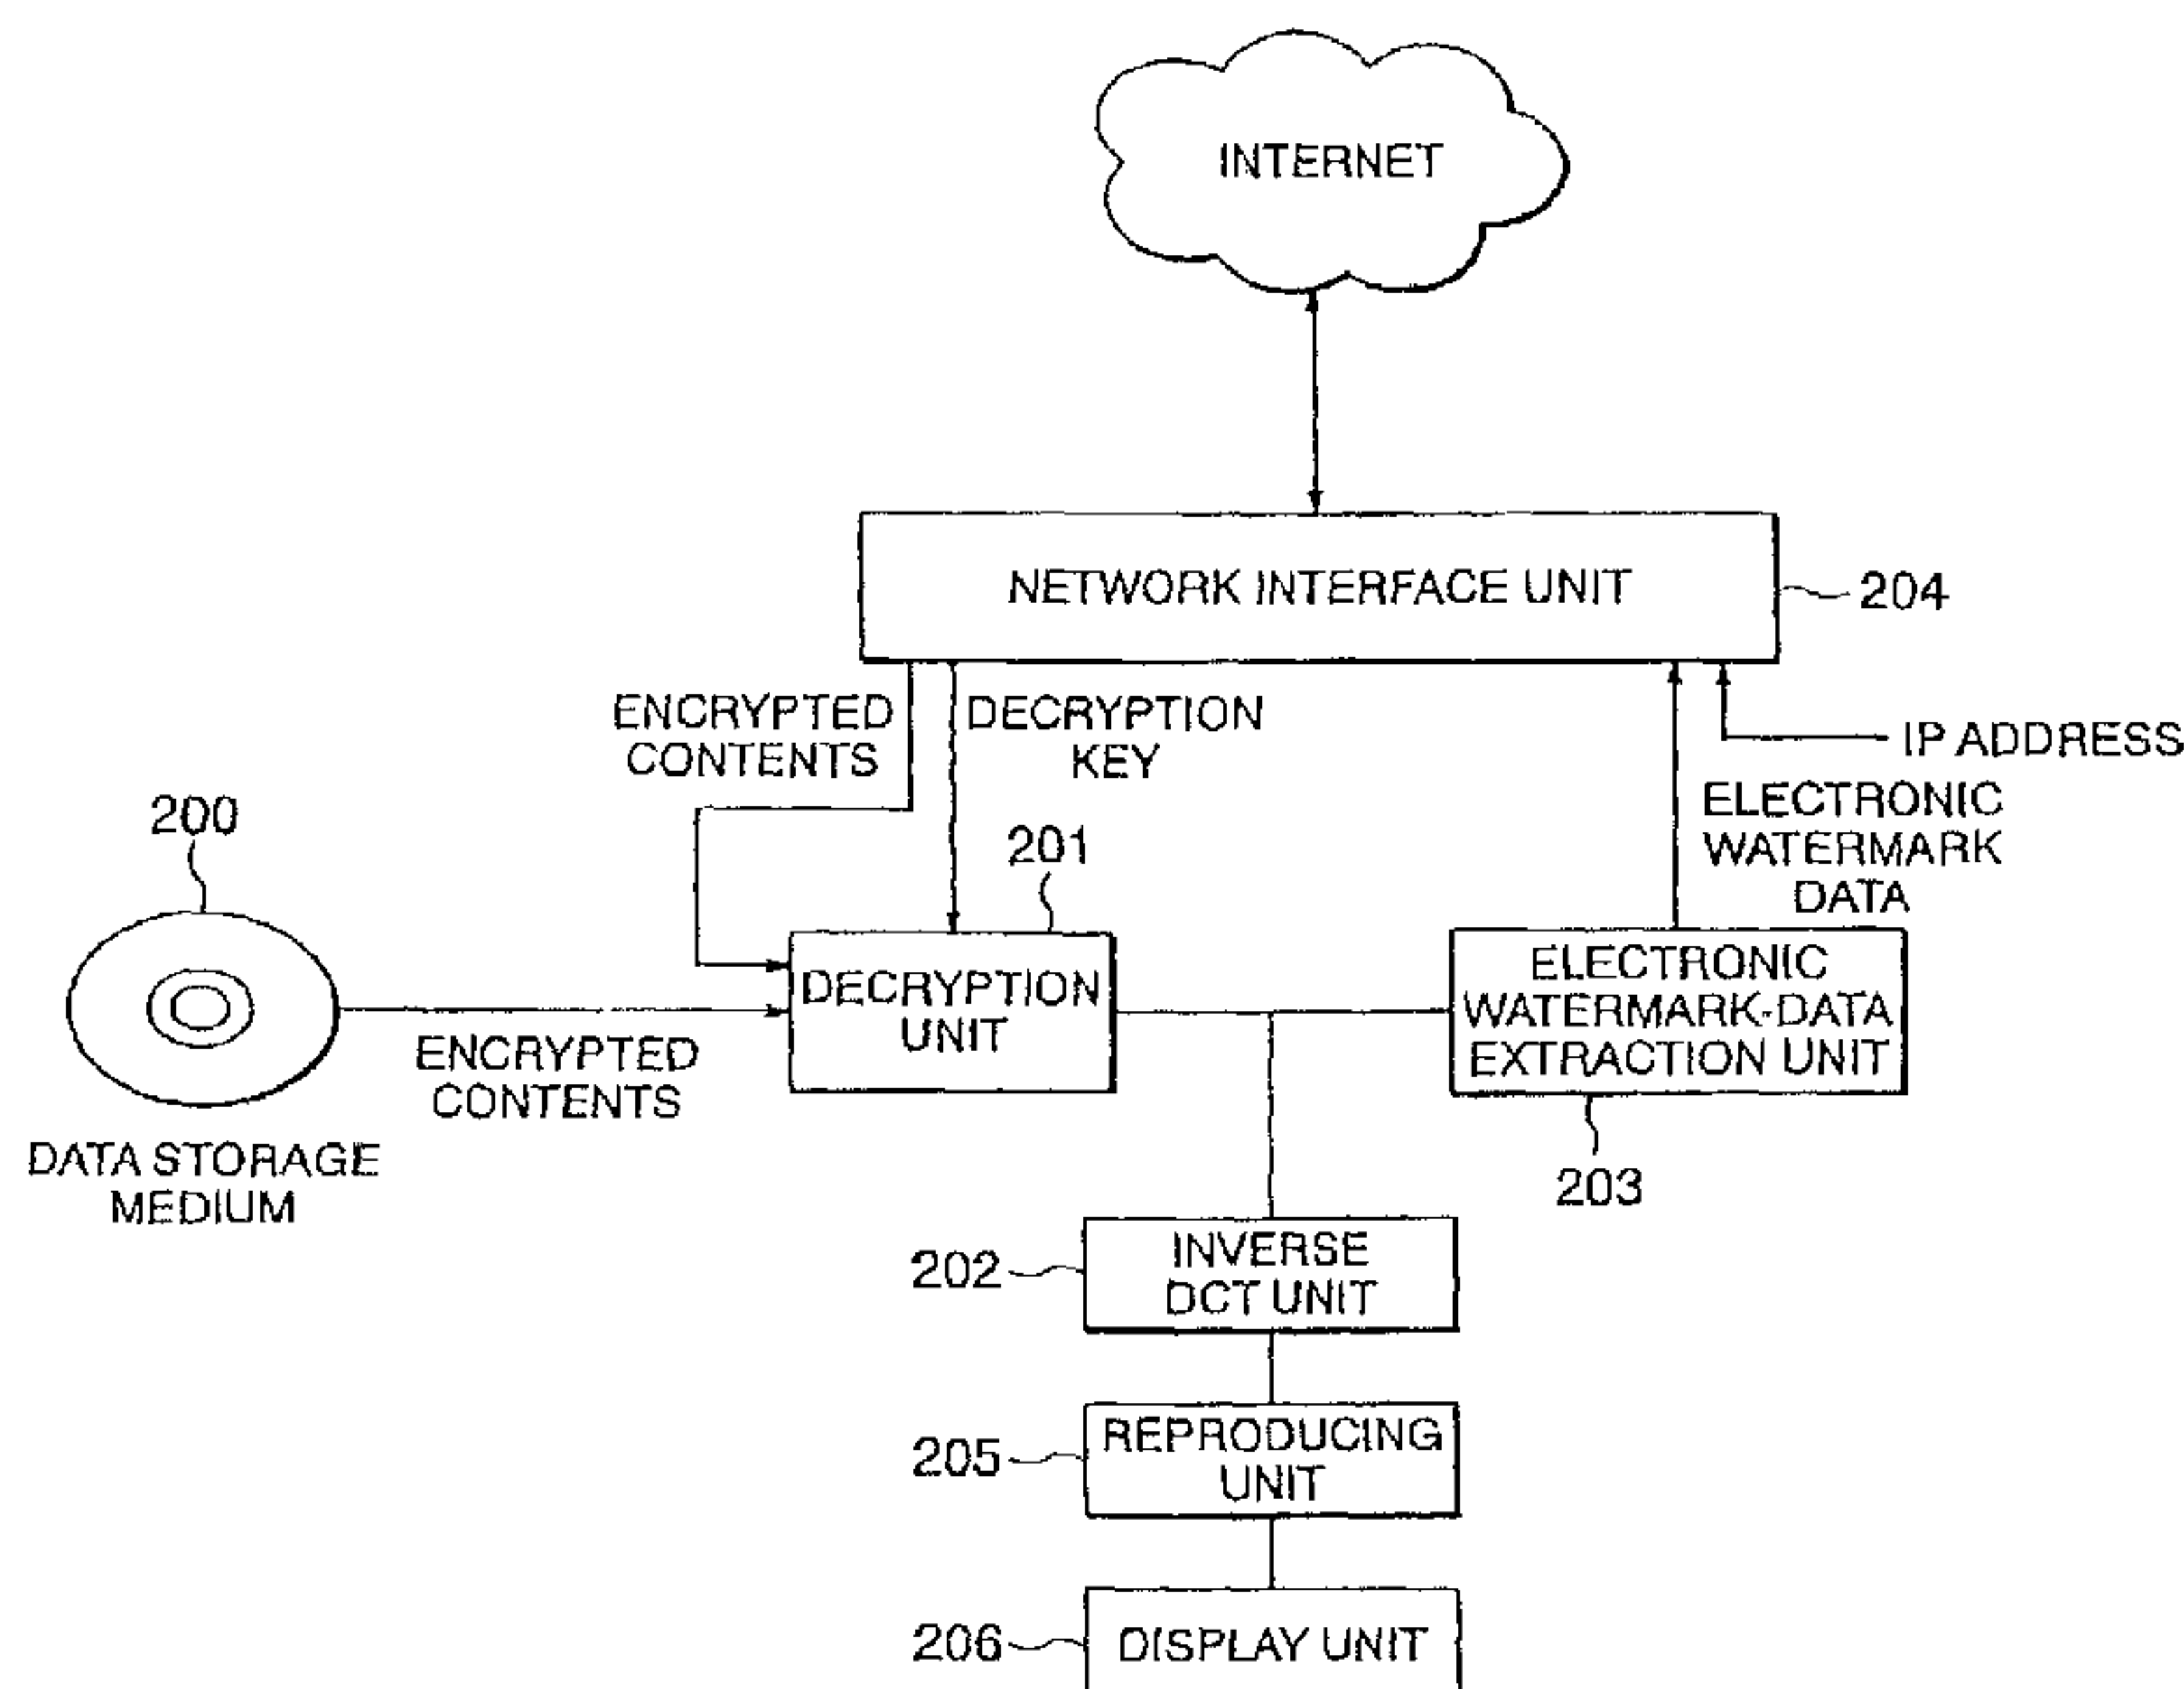 INTERNET
NETWORK INTERFACE UNIT
204
ENCRYPTED
CONTENTS
DECRYPTION
KEY
IP ADDRESS
ELECTRONIC
WATERMARK
DATA
200
201
DECRYPTION
UNIT
ELECTRONIC
WATERMARK-DATA
EXTRACTION UNIT
ENCRYPTED
CONTENTS
DATA STORAGE
MEDIUM
203
202
INVERSE
DCT UNIT
205
REPRODUCING
UNIT
206
DISPLAY UNIT